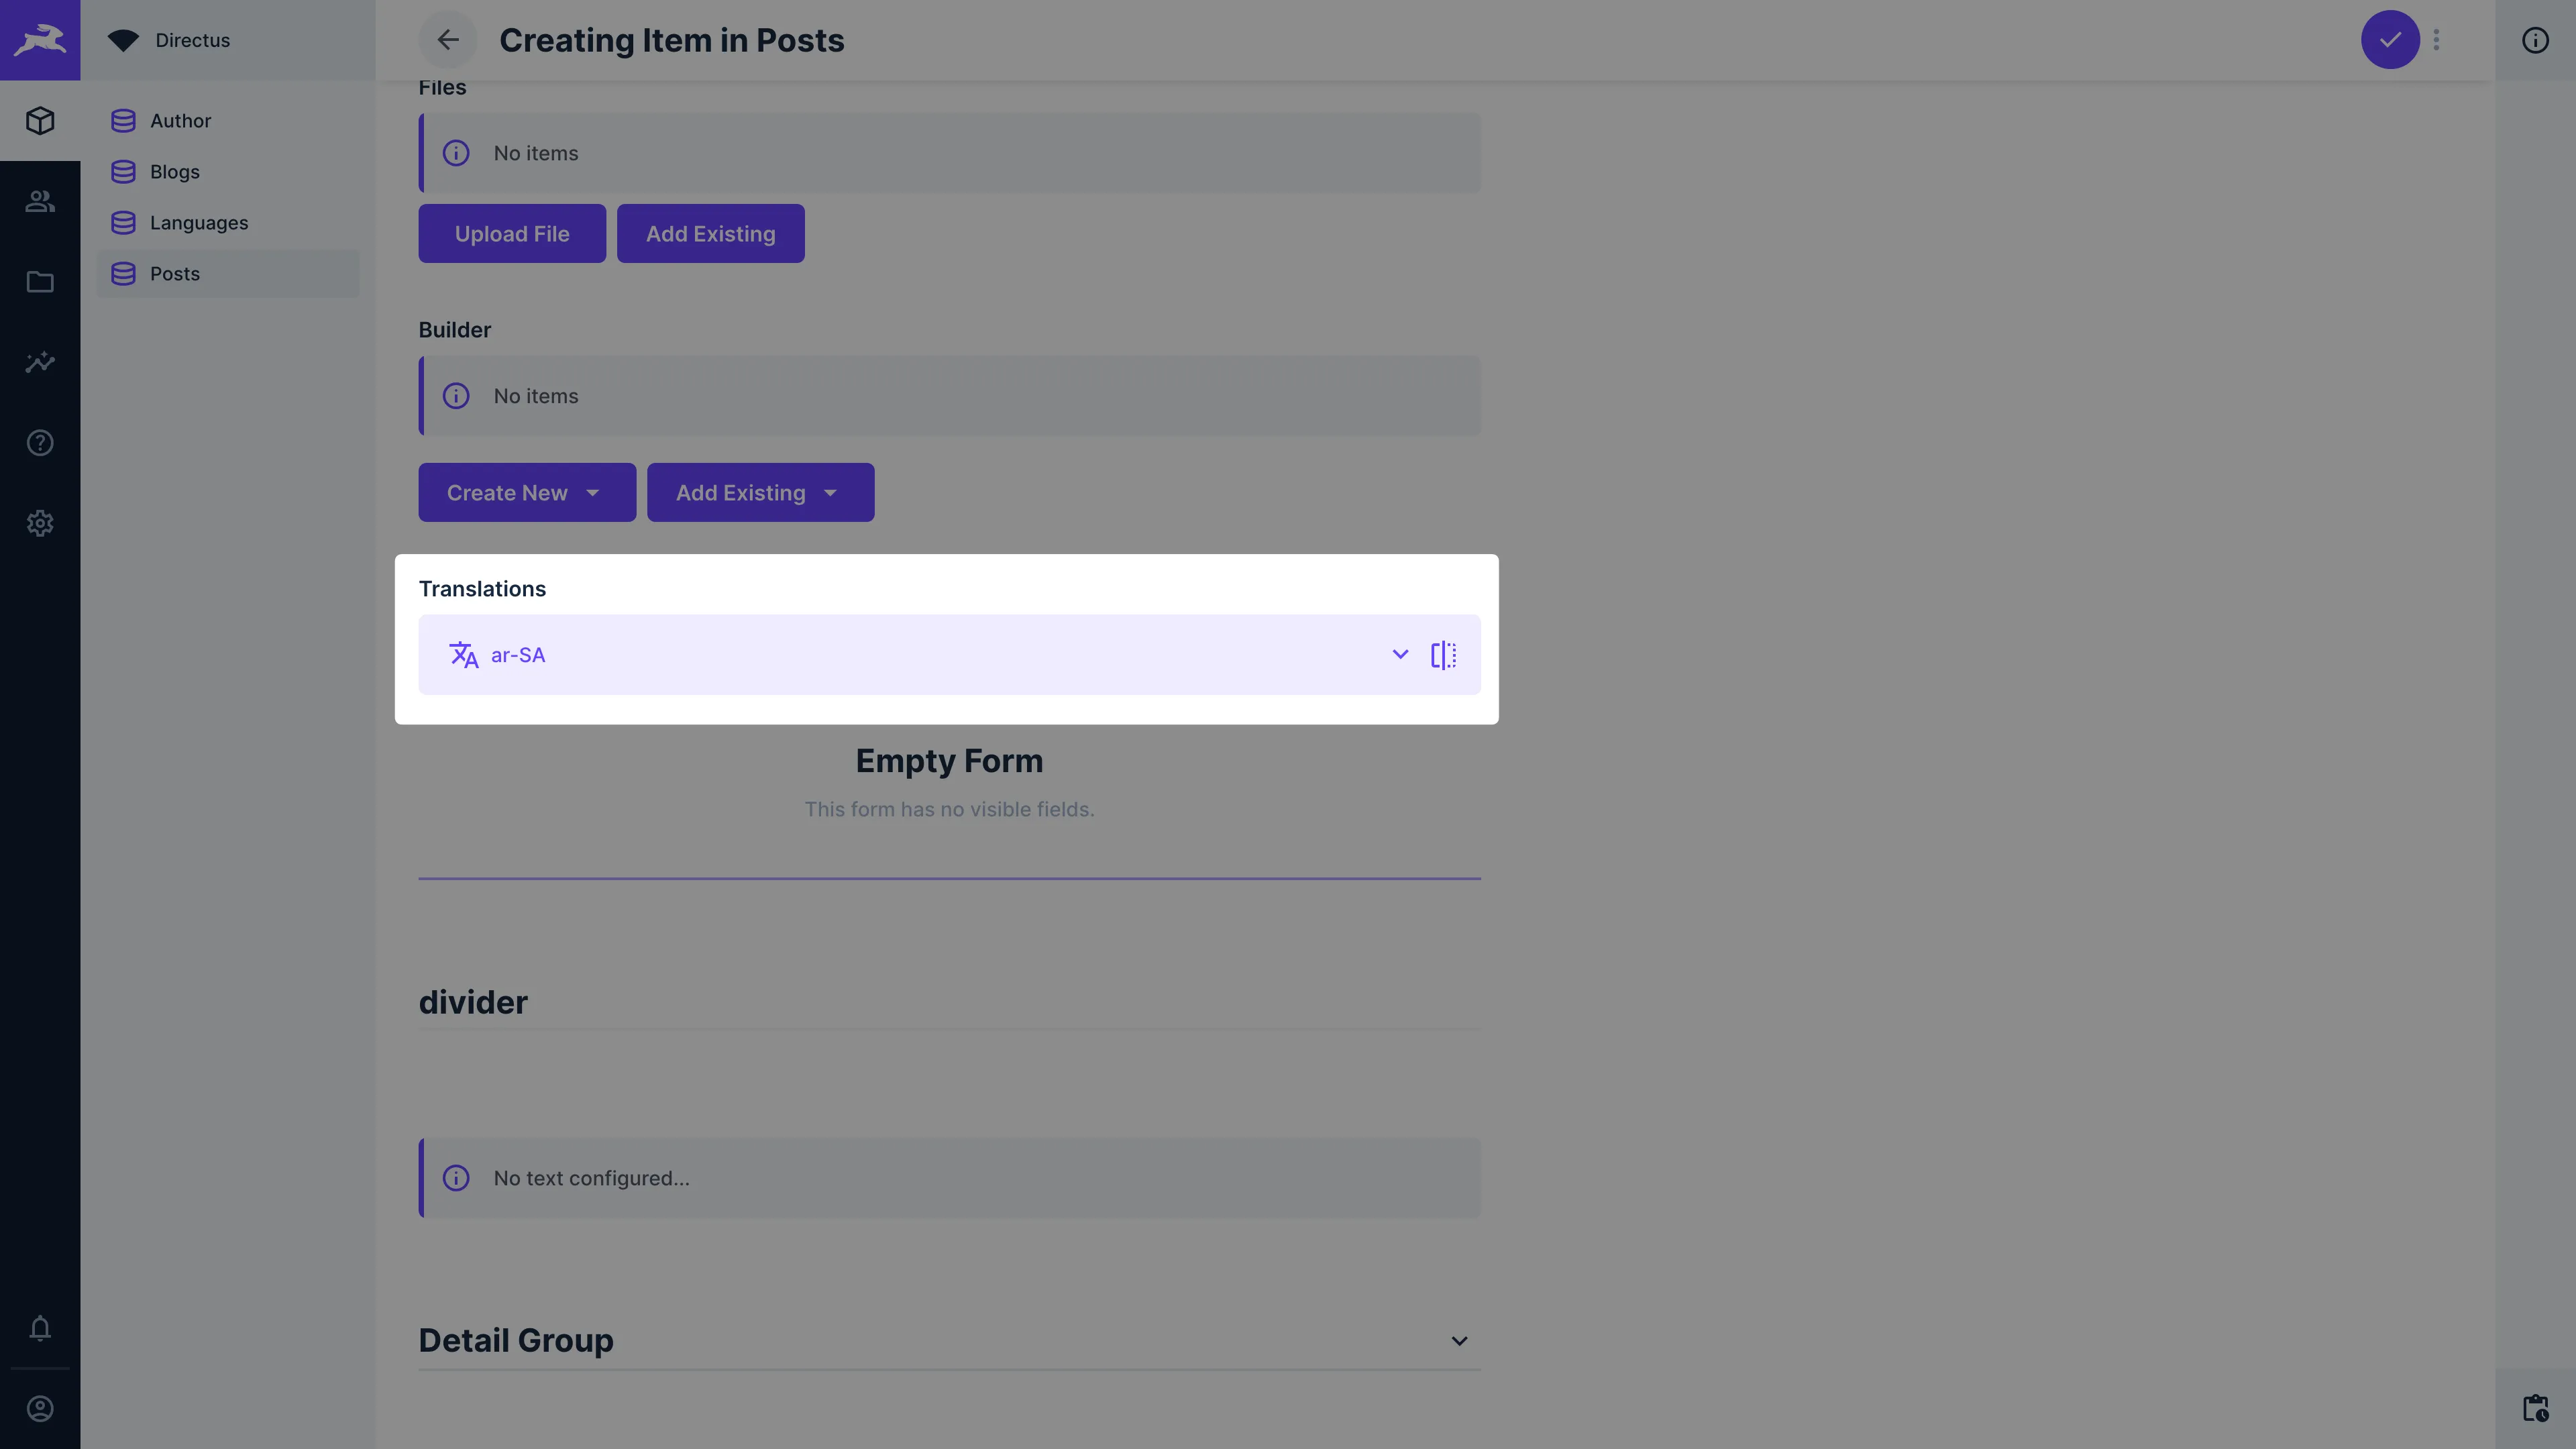 Directus
Creating Item in Posts
Author
Blogs
Languages
Posts
Files
No items
Upload File
Add Existing
Builder
No items
Create New
Add Existing
Translations
ar-SA
Empty Form
This form has no visible fields.
divider
No text configured...
Detail Group